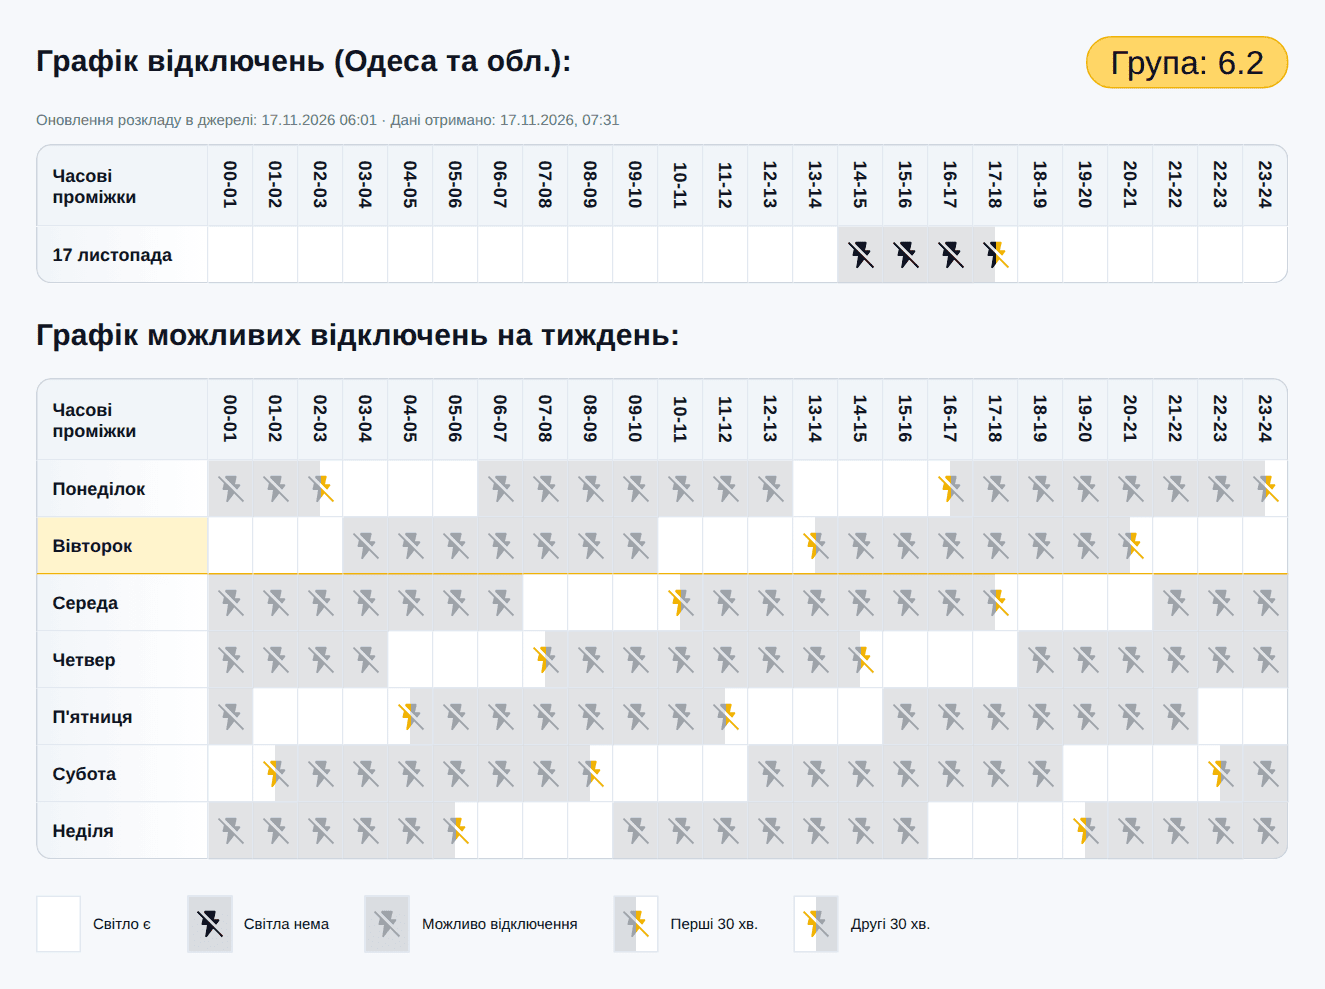 Графік відключень (Одеса та обл.):
Група: 6.2
Оновлення розкладу в джерелі: 17.11.2026 06:01 · Дані отримано: 17.11.2026, 07:31
Часові проміжки 00-01 01-02 02-03 03-04 04-05 05-06 06-07 07-08 08-09 09-10 10-11 11-12 12-13 13-14 14-15 15-16 16-17 17-18 18-19 19-20 20-21 21-22 22-23 23-24
17 листопада
Графік можливих відключень на тиждень:
Часові проміжки 00-01 01-02 02-03 03-04 04-05 05-06 06-07 07-08 08-09 09-10 10-11 11-12 12-13 13-14 14-15 15-16 16-17 17-18 18-19 19-20 20-21 21-22 22-23 23-24
Понеділок
Вівторок
Середа
Четвер
П'ятниця
Субота
Неділя
Світло є Світла нема Можливо відключення Перші 30 хв. Другі 30 хв.